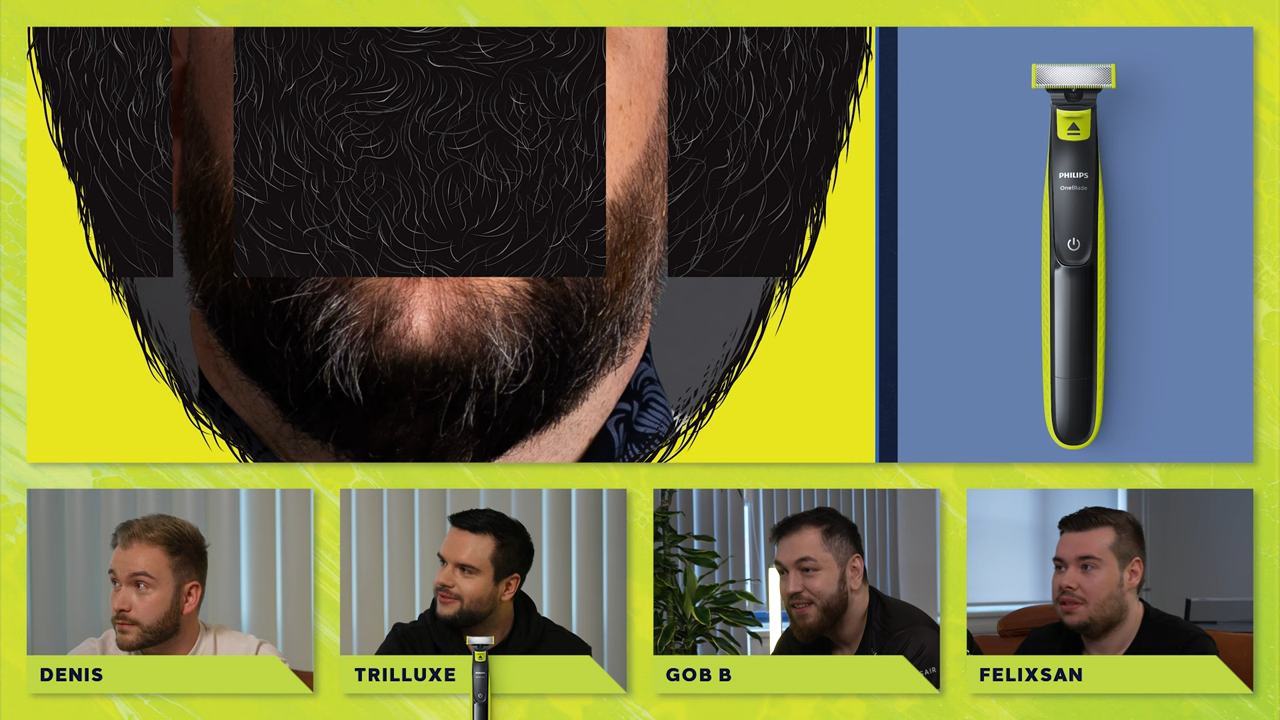 PHILIPS
OneBlade
DENIS
TRILLUXE
GOB B
FELIXSAN